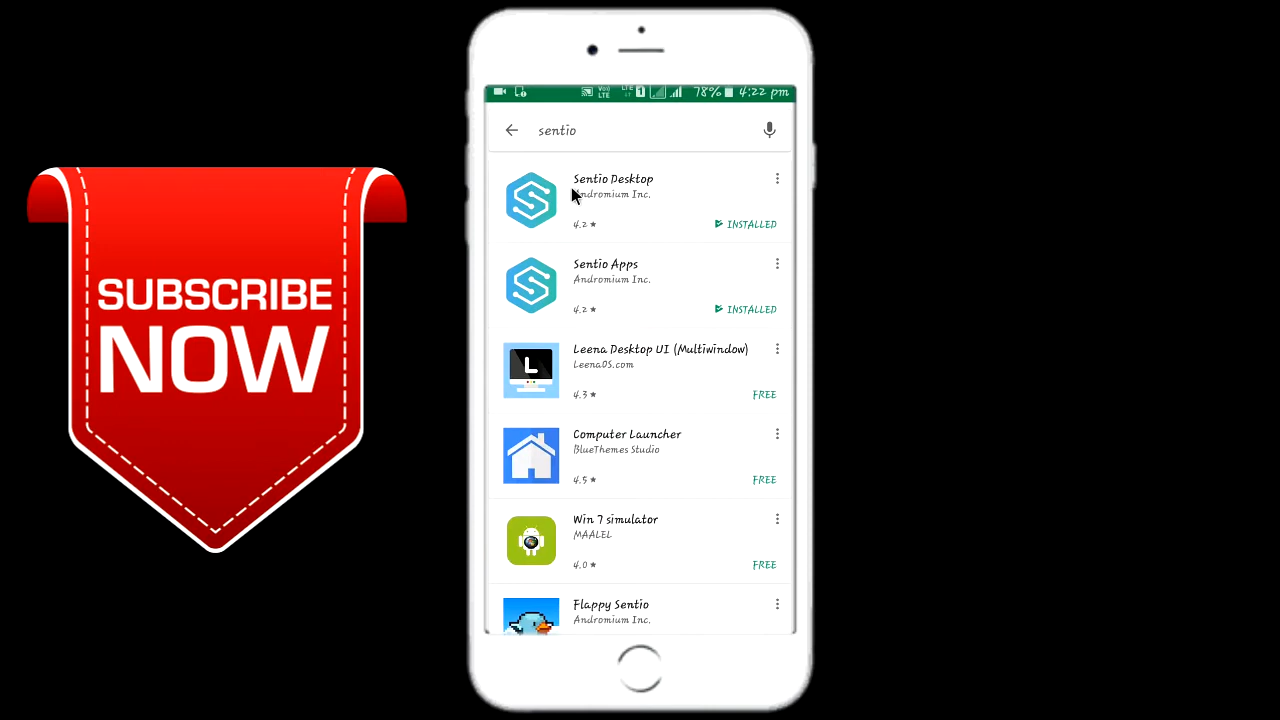 SUBSCRIBE
NOW
78% 4:22 pm
sentio
Sentio Desktop
Andromium Inc.
4.2 ★
INSTALLED
Sentio Apps
Andromium Inc.
4.2 ★
INSTALLED
Leena Desktop UI (Multiwindow)
LeenaOS.com
4.3 ★
FREE
Computer Launcher
BlueThemes Studio
4.5 ★
FREE
Win 7 simulator
MAALEL
4.0 ★
FREE
Flappy Sentio
Andromium Inc.